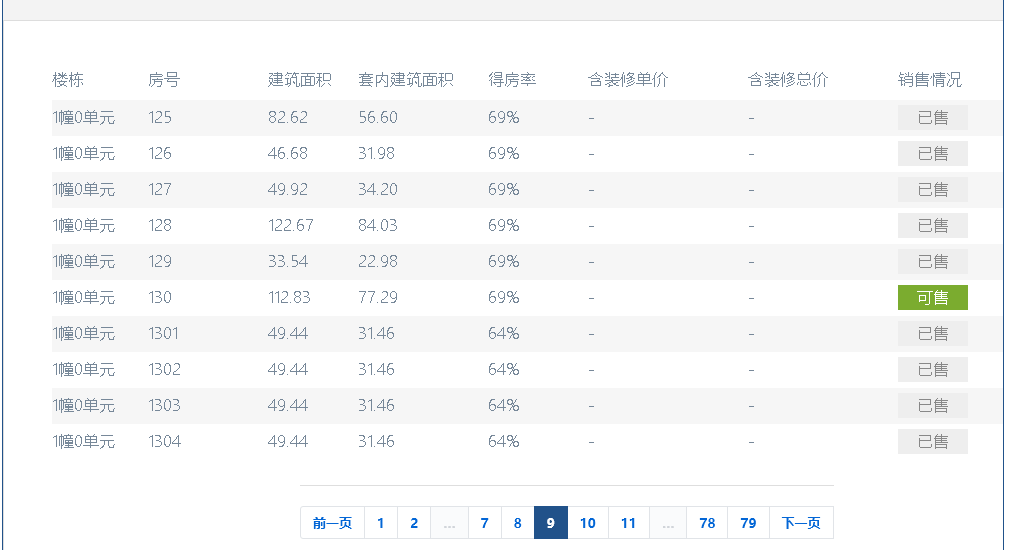 楼栋 房号 建筑面积 套内建筑面积 得房率 含装修单价 含装修总价 销售情况
1幢0单元 125 82.62 56.60 69% - - 已售
1幢0单元 126 46.68 31.98 69% - - 已售
1幢0单元 127 49.92 34.20 69% - - 已售
1幢0单元 128 122.67 84.03 69% - - 已售
1幢0单元 129 33.54 22.98 69% - - 已售
1幢0单元 130 112.83 77.29 69% - - 可售
1幢0单元 1301 49.44 31.46 64% - - 已售
1幢0单元 1302 49.44 31.46 64% - - 已售
1幢0单元 1303 49.44 31.46 64% - - 已售
1幢0单元 1304 49.44 31.46 64% - - 已售
前一页 1 2 ... 7 8 9 10 11 ... 78 79 下一页